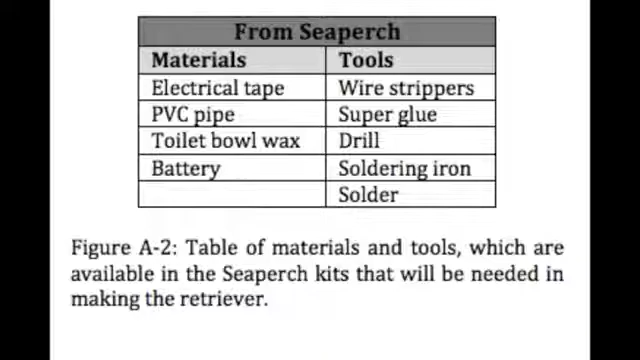 From Seaperch
Materials Tools
Electrical tape Wire strippers
PVC pipe Super glue
Toilet bowl wax Drill
Battery Soldering iron
Solder
Figure A-2: Table of materials and tools, which are
available in the Seaperch kits that will be needed in
making the retriever.